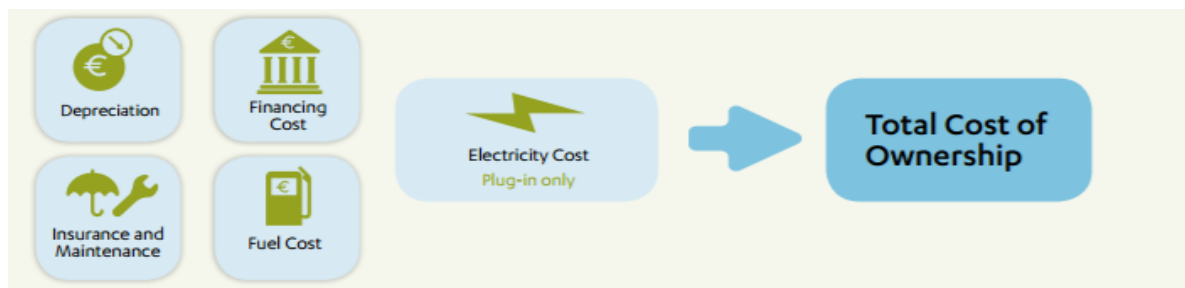 Depreciation
Financing
Cost
Insurance and
Maintenance
Fuel Cost
Electricity Cost
Plug-in only
Total Cost of
Ownership